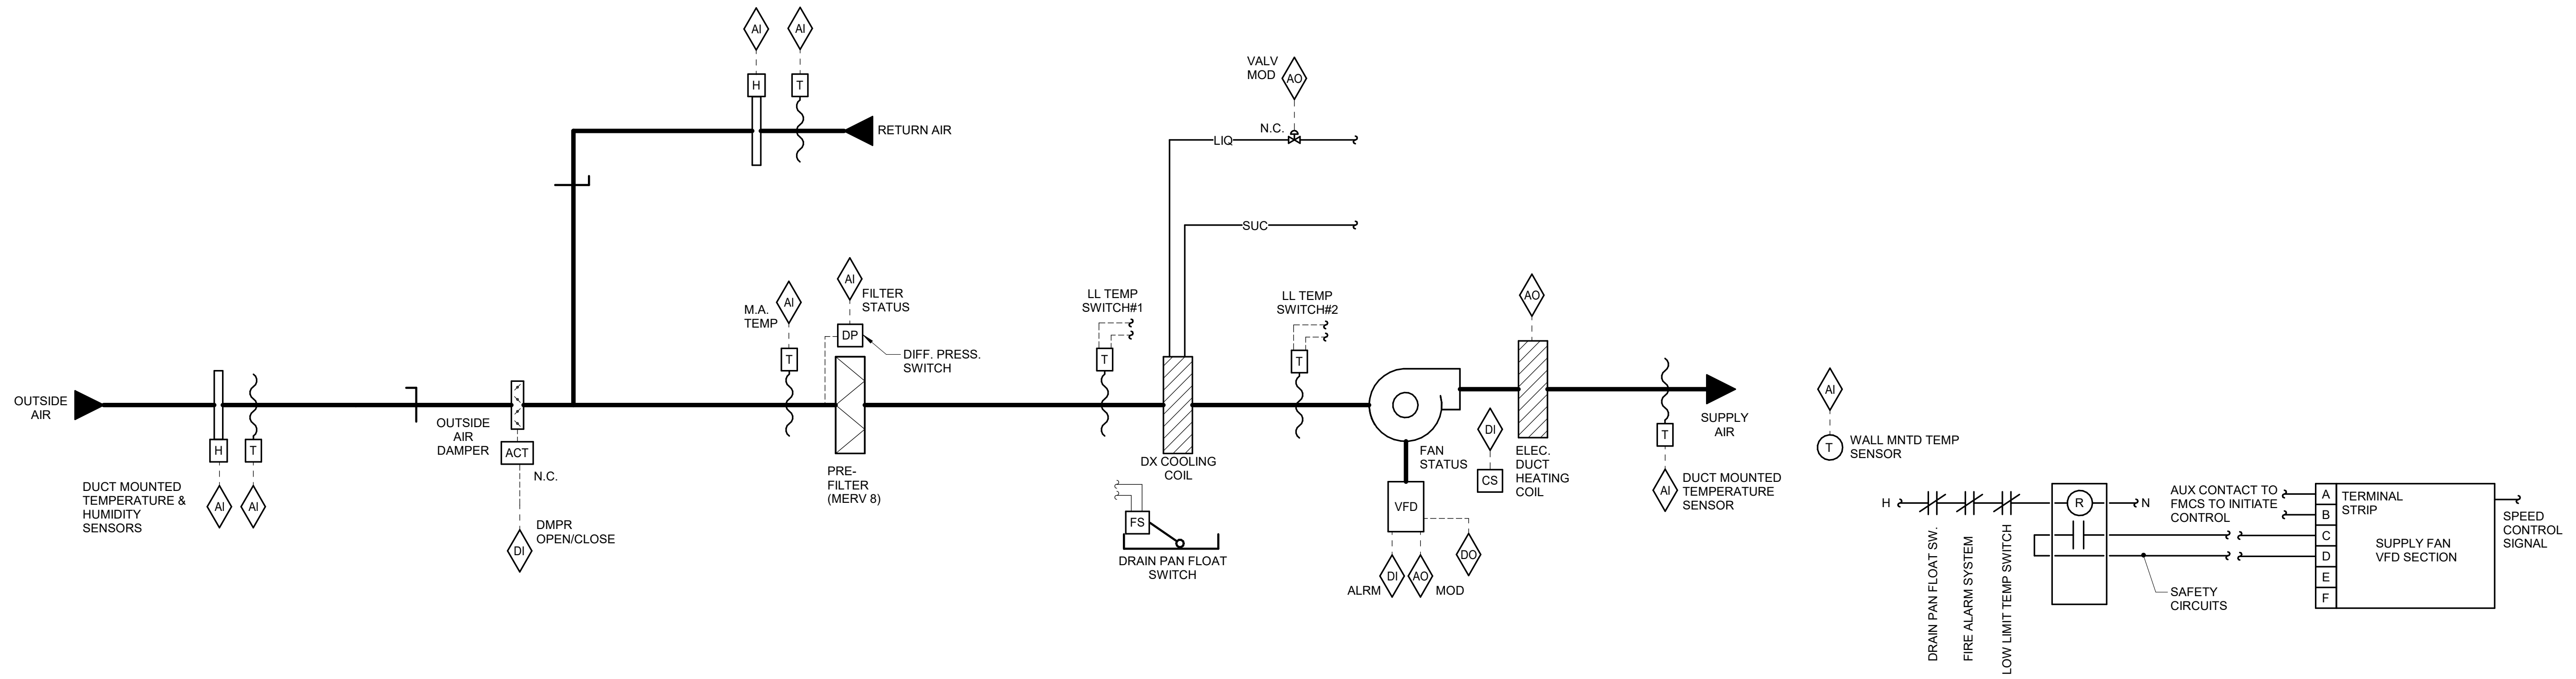 AI
AI
H
T
RETURN AIR
VALV
MOD
AO
N.C.
LIQ
SUC
M.A.
TEMP
AI
T
AI
FILTER
STATUS
DP
DIFF. PRESS.
SWITCH
LL TEMP
SWITCH#1
T
LL TEMP
SWITCH#2
T
AO
OUTSIDE
AIR
H
T
AI
AI
DUCT MOUNTED
TEMPERATURE &
HUMIDITY
SENSORS
OUTSIDE
AIR
DAMPER
ACT
N.C.
DMPR
OPEN/CLOSE
DI
PRE-
FILTER
(MERV 8)
DX COOLING
COIL
FS
DRAIN PAN FLOAT
SWITCH
FAN
STATUS
DI
CS
VFD
ALRM
DI
AO
MOD
DO
ELEC.
DUCT
HEATING
COIL
SUPPLY
AIR
T
AI
DUCT MOUNTED
TEMPERATURE
SENSOR
AI
T
WALL MNTD TEMP
SENSOR
H
R
N
DRAIN PAN FLOAT SW.
FIRE ALARM SYSTEM
LOW LIMIT TEMP SWITCH
AUX CONTACT TO
FMCS TO INITIATE
CONTROL
SAFETY
CIRCUITS
A
B
C
D
E
F
TERMINAL
STRIP
SUPPLY FAN
VFD SECTION
SPEED
CONTROL
SIGNAL